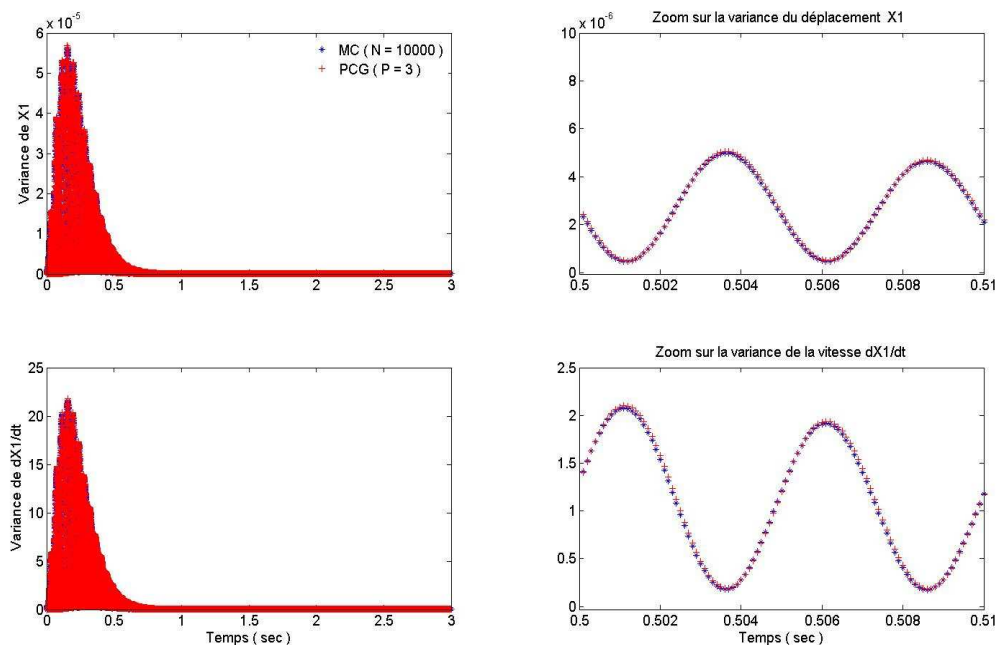 x 10⁻⁵
6
5
4
3
2
1
0
Variance de X1
* MC ( N = 10000 )
+ PCG ( P = 3 )
0 0.5 1 1.5 2 2.5 3
Zoom sur la variance du déplacement X1
x 10⁻⁶
10
8
6
4
2
0
0.5 0.502 0.504 0.506 0.508 0.51
25
20
15
10
5
0
Variance de dX1/dt
0 0.5 1 1.5 2 2.5 3
Temps ( sec )
Zoom sur la variance de la vitesse dX1/dt
2.5
2
1.5
1
0.5
0
0.5 0.502 0.504 0.506 0.508 0.51
Temps ( sec )